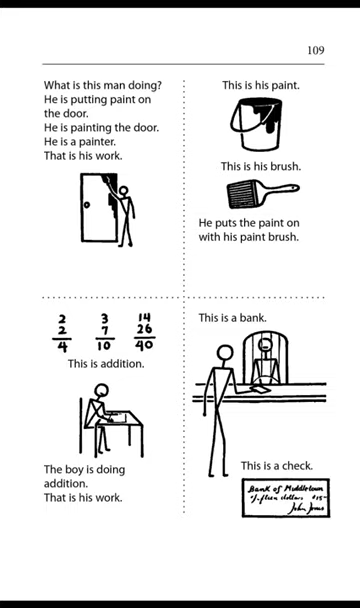 109
What is this man doing?
He is putting paint on
the door.
He is painting the door.
He is a painter.
That is his work.
This is his paint.
This is his brush.
He puts the paint on
with his paint brush.
2 3 14
2 7 26
4 10 40
This is addition.
The boy is doing
addition.
That is his work.
This is a bank.
This is a check.
Bank of Middletown
Fifteen dollars $15-
John Jones